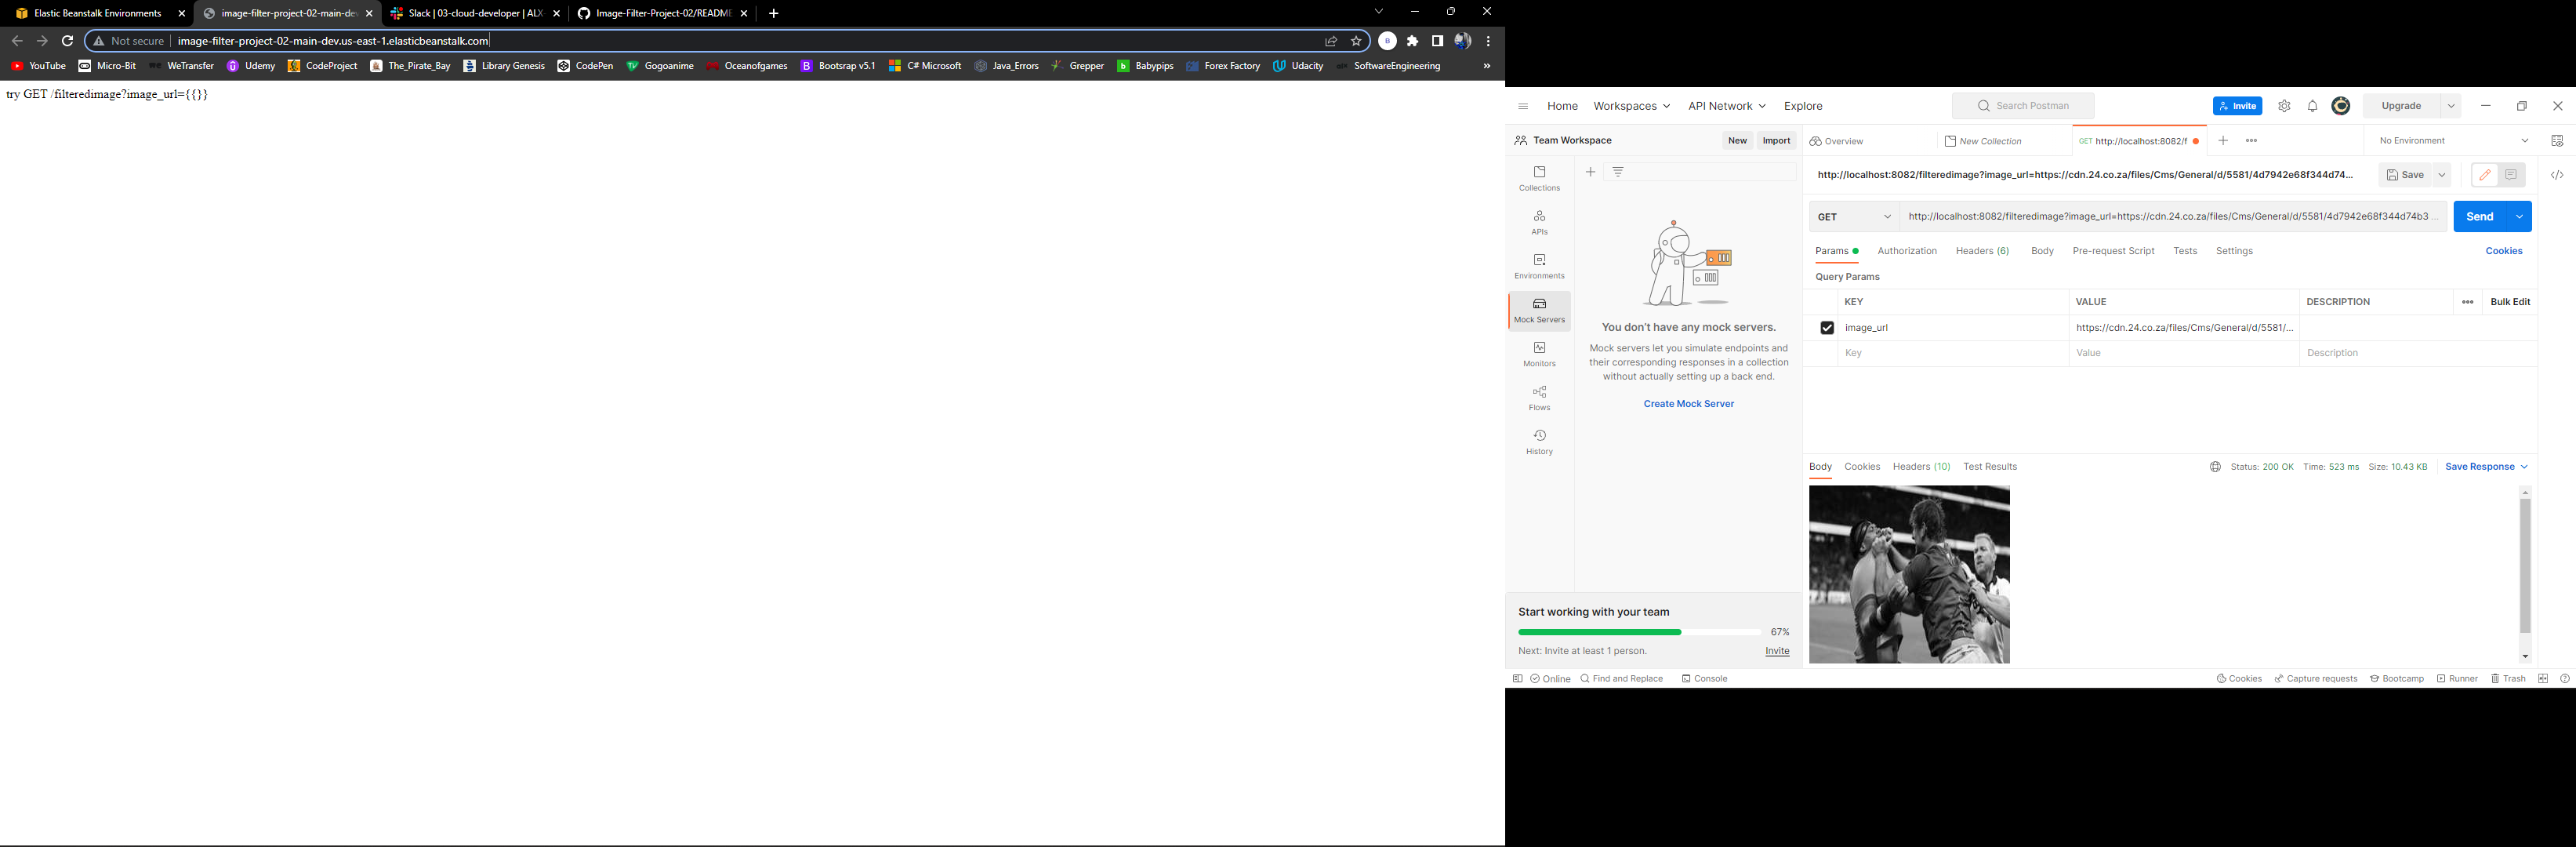 Elastic Beanstalk Environments
image-filter-project-02-main-dev
Slack | 03-cloud-developer | ALX
Image-Filter-Project-02/README
Not secure | image-filter-project-02-main-dev.us-east-1.elasticbeanstalk.com
YouTube Micro-Bit WeTransfer Udemy CodeProject The_Pirate_Bay Library Genesis CodePen Gogoanime Oceanofgames Bootsrap v5.1 C# Microsoft Java_Errors Grepper Babypips Forex Factory Udacity SoftwareEngineering »
try GET /filteredimage?image_url={{}}
Home Workspaces API Network Explore
Search Postman
Invite
Upgrade
Team Workspace
New Import
Overview
New Collection
GET http://localhost:8082/f
No Environment
Collections
APIs
Environments
Mock Servers
Monitors
Flows
History
You don't have any mock servers.
Mock servers let you simulate endpoints and
their corresponding responses in a collection
without actually setting up a back end.
Create Mock Server
Start working with your team
67%
Next: Invite at least 1 person.
Invite
http://localhost:8082/filteredimage?image_url=https://cdn.24.co.za/files/Cms/General/d/5581/4d7942e68f344d74...
Save
GET
http://localhost:8082/filteredimage?image_url=https://cdn.24.co.za/files/Cms/General/d/5581/4d7942e68f344d74b3 ...
Send
Params Authorization Headers (6) Body Pre-request Script Tests Settings
Cookies
Query Params
KEY VALUE DESCRIPTION
Bulk Edit
image_url https://cdn.24.co.za/files/Cms/General/d/5581/...
Key Value Description
Body Cookies Headers (10) Test Results
Status: 200 OK Time: 523 ms Size: 10.43 KB
Save Response
Online Find and Replace Console
Cookies Capture requests Bootcamp Runner Trash